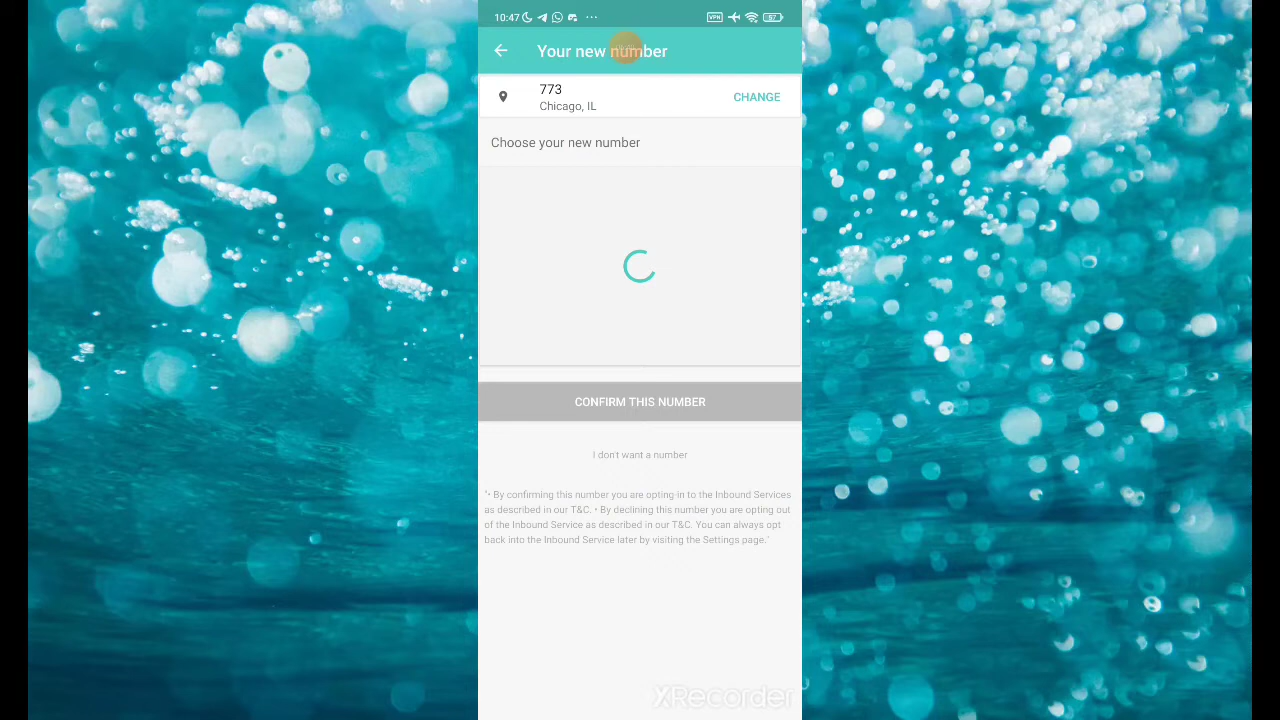 10:47
VPN
67
Your new number
773
Chicago, IL
CHANGE
Choose your new number
CONFIRM THIS NUMBER
I don't want a number
"• By confirming this number you are opting-in to the Inbound Services
as described in our T&C. • By declining this number you are opting out
of the Inbound Service as described in our T&C. You can always opt
back into the Inbound Service later by visiting the Settings page."
XRecorder